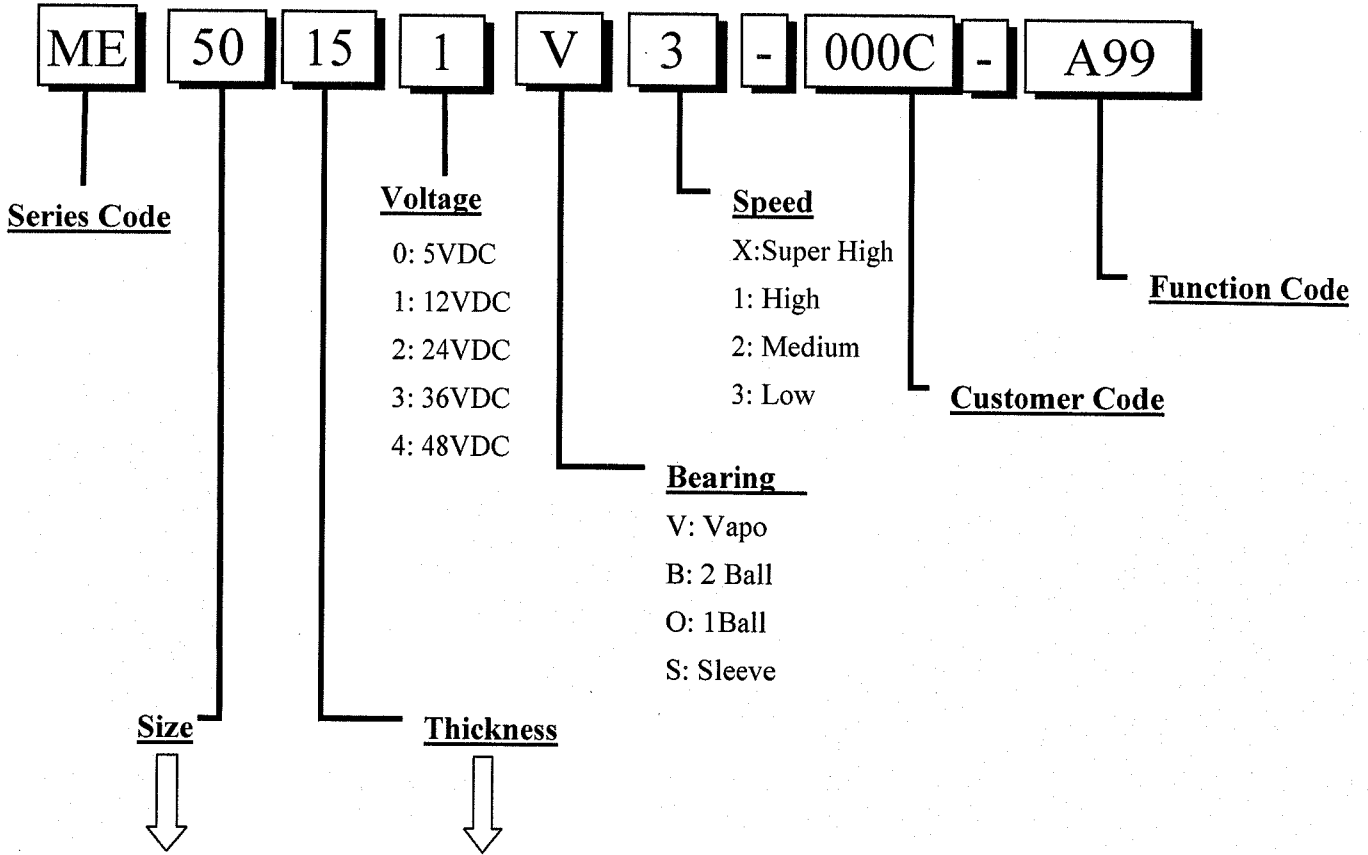 ME 50 15 1 V 3 - 000C - A99
Series Code
Voltage
0: 5VDC
1: 12VDC
2: 24VDC
3: 36VDC
4: 48VDC
Speed
X:Super High
1: High
2: Medium
3: Low
Function Code
Customer Code
Bearing
V: Vapo
B: 2 Ball
O: 1Ball
S: Sleeve
Size
Thickness